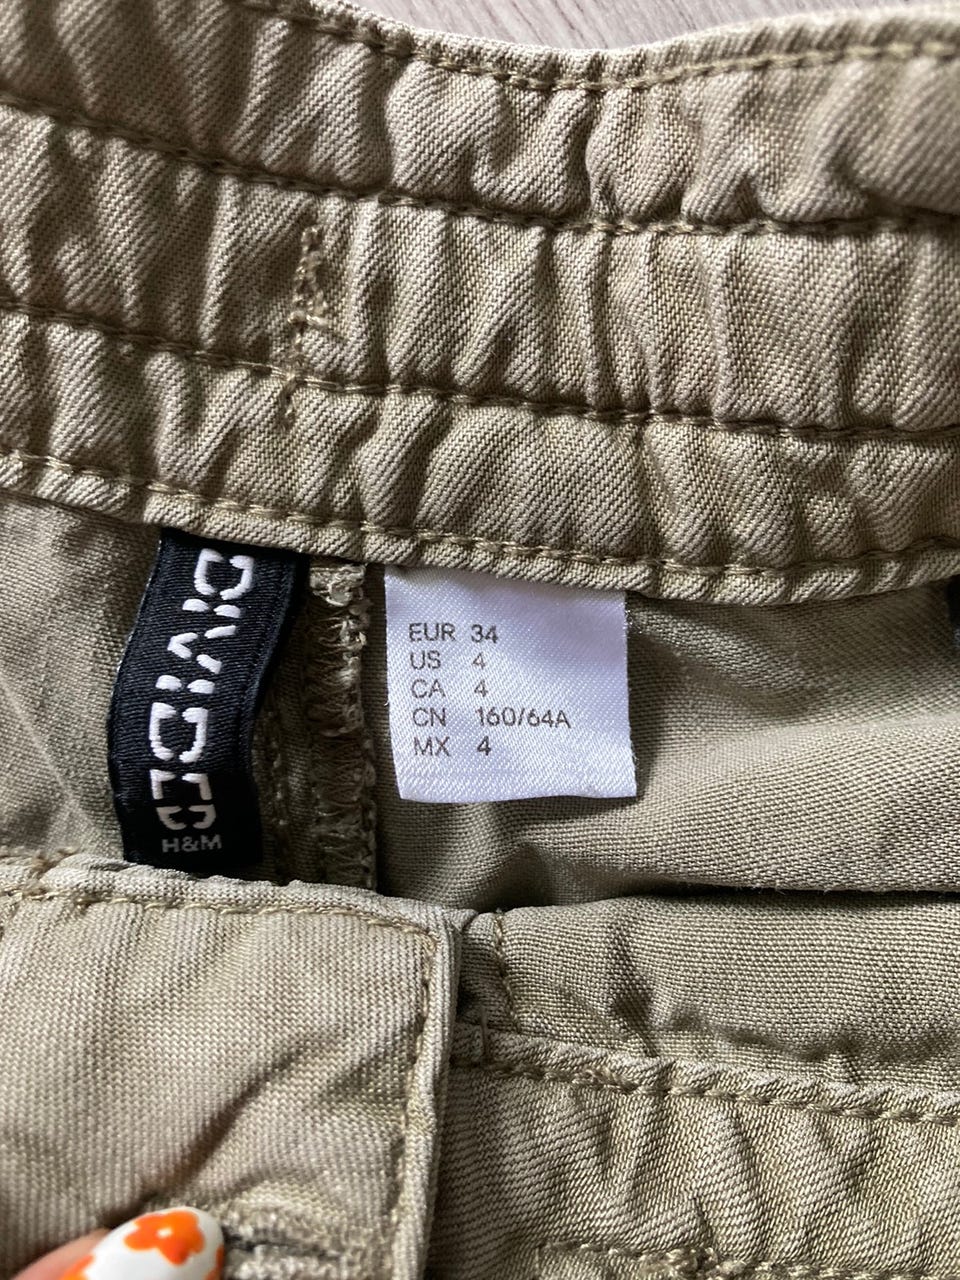 DIVIDED
H&M
EUR 34
US 4
CA 4
CN 160/64A
MX 4